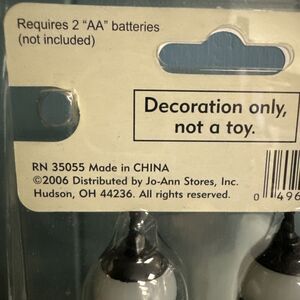 Requires 2 "AA" batteries
(not included)
Decoration only,
not a toy.
RN 35055 Made in CHINA
©2006 Distributed by Jo-Ann Stores, Inc.
Hudson, OH 44236. All rights reserved.
0 496